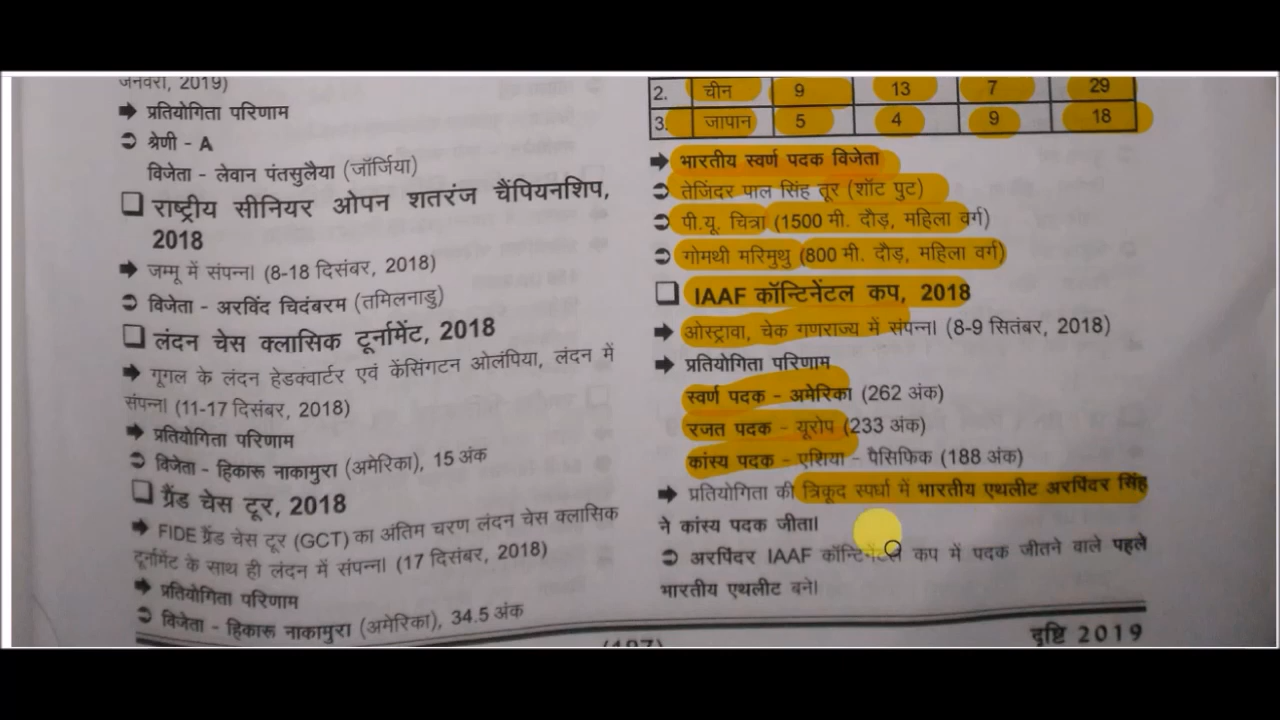 जनवरी, 2019)
➡ प्रतियोगिता परिणाम
➲ श्रेणी - A
विजेता - लेवान पंतसुलैया (जॉर्जिया)
❑ राष्ट्रीय सीनियर ओपन शतरंज चैंपियनशिप,
2018
➡ जम्मू में संपन्न। (8-18 दिसंबर, 2018)
➲ विजेता - अरविंद चिदंबरम (तमिलनाडु)
❑ लंदन चेस क्लासिक टूर्नामेंट, 2018
➡ गूगल के लंदन हेडक्वार्टर एवं केंसिंगटन ओलंपिया, लंदन में
संपन्न। (11-17 दिसंबर, 2018)
➡ प्रतियोगिता परिणाम
➲ विजेता - हिकारू नाकामुरा (अमेरिका), 15 अंक
❑ ग्रैंड चेस टूर, 2018
➡ FIDE ग्रैंड चेस टूर (GCT) का अंतिम चरण लंदन चेस क्लासिक
टूर्नामेंट के साथ ही लंदन में संपन्न। (17 दिसंबर, 2018)
➡ प्रतियोगिता परिणाम
➲ विजेता - हिकारू नाकामुरा (अमेरिका), 34.5 अंक
2. चीन 9 13 7 29
3. जापान 5 4 9 18
➡ भारतीय स्वर्ण पदक विजेता
➲ तेजिंदर पाल सिंह तूर (शॉट पुट)
➲ पी.यू. चित्रा (1500 मी. दौड़, महिला वर्ग)
➲ गोमथी मरिमुथु (800 मी. दौड़, महिला वर्ग)
❑ IAAF कॉन्टिनेंटल कप, 2018
➡ ओस्ट्रावा, चेक गणराज्य में संपन्न। (8-9 सितंबर, 2018)
➡ प्रतियोगिता परिणाम
स्वर्ण पदक - अमेरिका (262 अंक)
रजत पदक - यूरोप (233 अंक)
कांस्य पदक - एशिया - पैसिफिक (188 अंक)
➡ प्रतियोगिता की त्रिकूद स्पर्धा में भारतीय एथलीट अरपिंदर सिंह
ने कांस्य पदक जीता।
➲ अरपिंदर IAAF कॉन्टिनेंटल कप में पदक जीतने वाले पहले
भारतीय एथलीट बने।
दृष्टि 2019